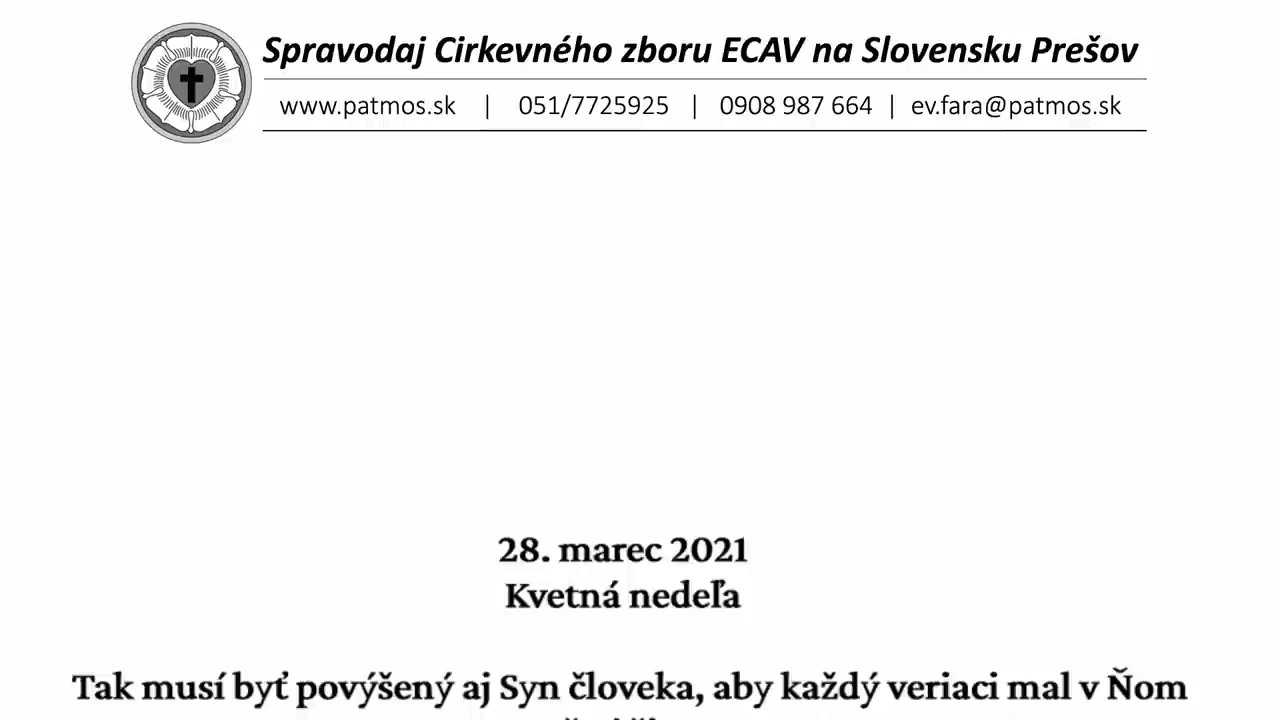 Spravodaj Cirkevného zboru ECAV na Slovensku Prešov
www.patmos.sk | 051/7725925 | 0908 987 664 | ev.fara@patmos.sk
28. marec 2021
Kvetná nedeľa
Tak musí byť povýšený aj Syn človeka, aby každý veriaci mal v Ňom